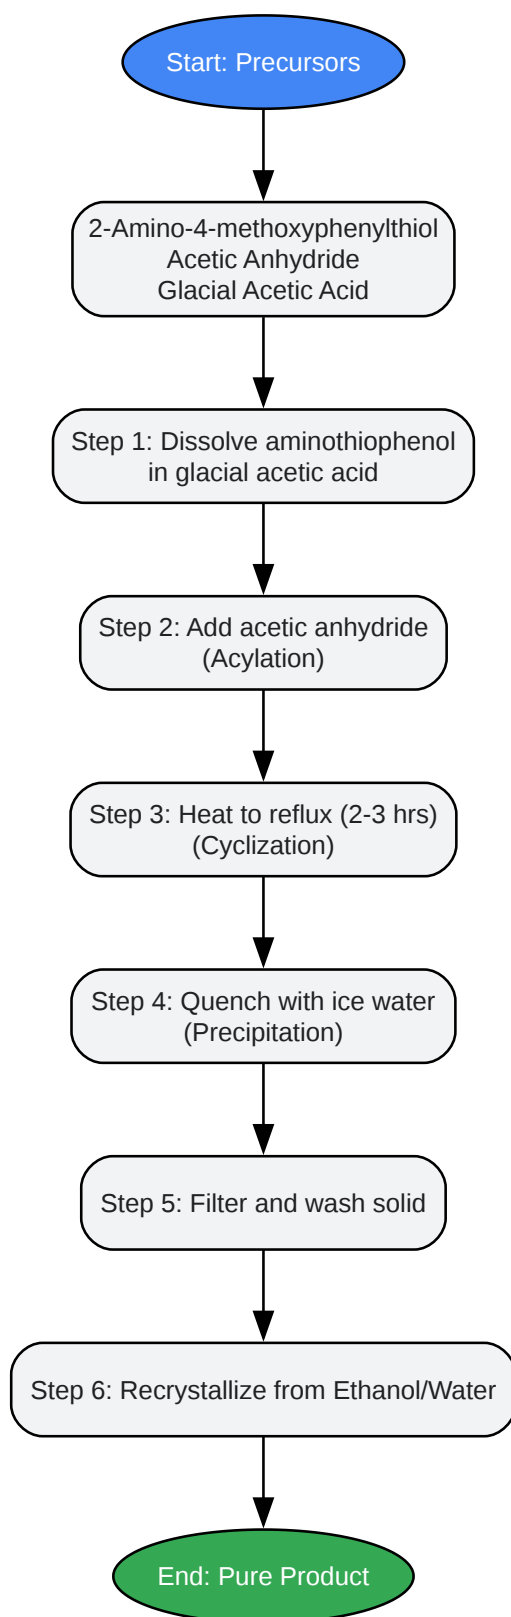 Start: Precursors
2-Amino-4-methoxyphenylthiol
Acetic Anhydride
Glacial Acetic Acid
Step 1: Dissolve aminothiophenol
in glacial acetic acid
Step 2: Add acetic anhydride
(Acylation)
Step 3: Heat to reflux (2-3 hrs)
(Cyclization)
Step 4: Quench with ice water
(Precipitation)
Step 5: Filter and wash solid
Step 6: Recrystallize from Ethanol/Water
End: Pure Product